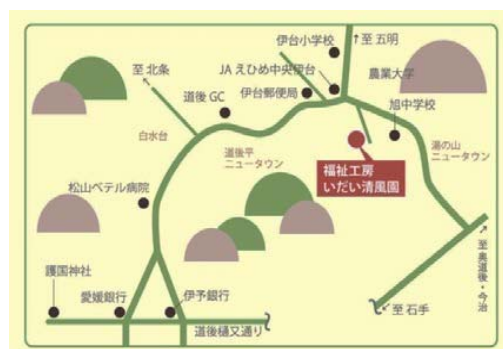 伊台小学校
↑至 五明
至 北条
JA えひめ中央伊台
農業大学
道後 GC
伊台郵便局
旭中学校
白水台
道後平
ニュータウン
湯の山
ニュータウン
福祉工房
いだい清風園
松山ベテル病院
護国神社
愛媛銀行
伊予銀行
至 奥道後・今治
至 石手
道後樋又通り